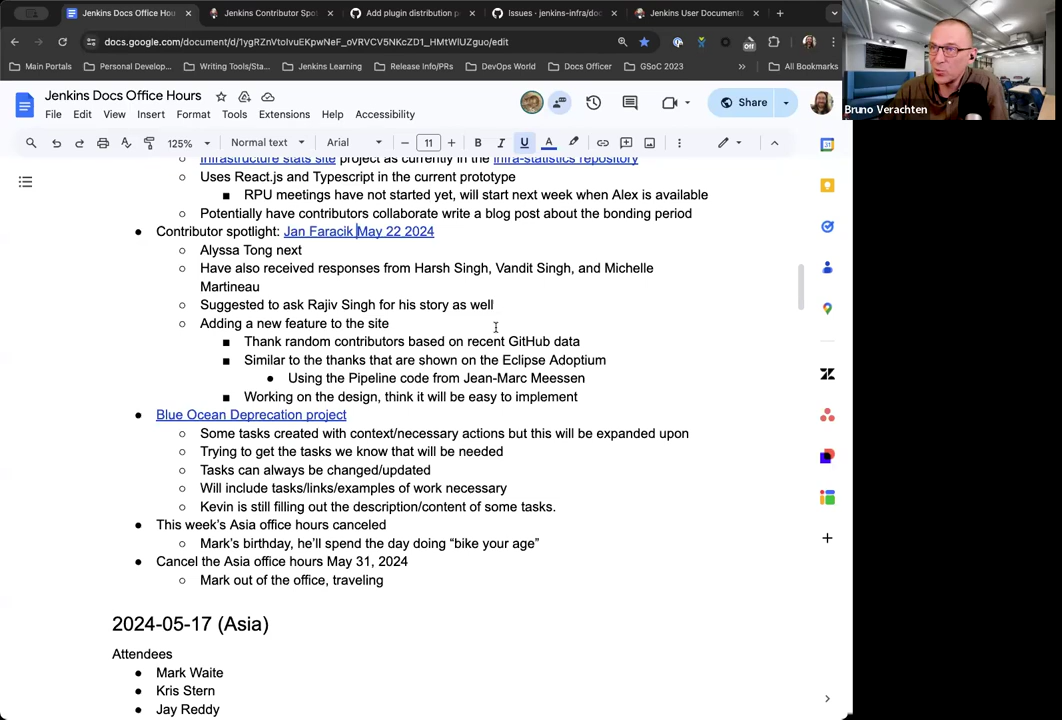 Jenkins Docs Office Hou
Jenkins Contributor Spo
Add plugin distribution p
Issues · jenkins-infra/doc
Jenkins User Documenta
docs.google.com/document/d/1ygRZnVtoIvuEKpwNeF_oVRVCV5NKcZD1_HMtWlUZguo/edit
Off
Main Portals
Personal Develop...
Writing Tools/Sta...
Jenkins Learning
Release Info/PRs
DevOps World
Docs Officer
GSoC 2023
All Bookmarks
Bruno Verachten
Jenkins Docs Office Hours
File Edit View Insert Format Tools Extensions Help Accessibility
Share
125% Normal text Arial 11 B I U A
Infrastructure stats site project as currently in the infra-statistics repository
Uses React.js and Typescript in the current prototype
RPU meetings have not started yet, will start next week when Alex is available
Potentially have contributors collaborate write a blog post about the bonding period
Contributor spotlight: Jan Faracik May 22 2024
Alyssa Tong next
Have also received responses from Harsh Singh, Vandit Singh, and Michelle
Martineau
Suggested to ask Rajiv Singh for his story as well
Adding a new feature to the site
Thank random contributors based on recent GitHub data
Similar to the thanks that are shown on the Eclipse Adoptium
Using the Pipeline code from Jean-Marc Meessen
Working on the design, think it will be easy to implement
Blue Ocean Deprecation project
Some tasks created with context/necessary actions but this will be expanded upon
Trying to get the tasks we know that will be needed
Tasks can always be changed/updated
Will include tasks/links/examples of work necessary
Kevin is still filling out the description/content of some tasks.
This week's Asia office hours canceled
Mark's birthday, he'll spend the day doing “bike your age”
Cancel the Asia office hours May 31, 2024
Mark out of the office, traveling
2024-05-17 (Asia)
Attendees
Mark Waite
Kris Stern
Jay Reddy